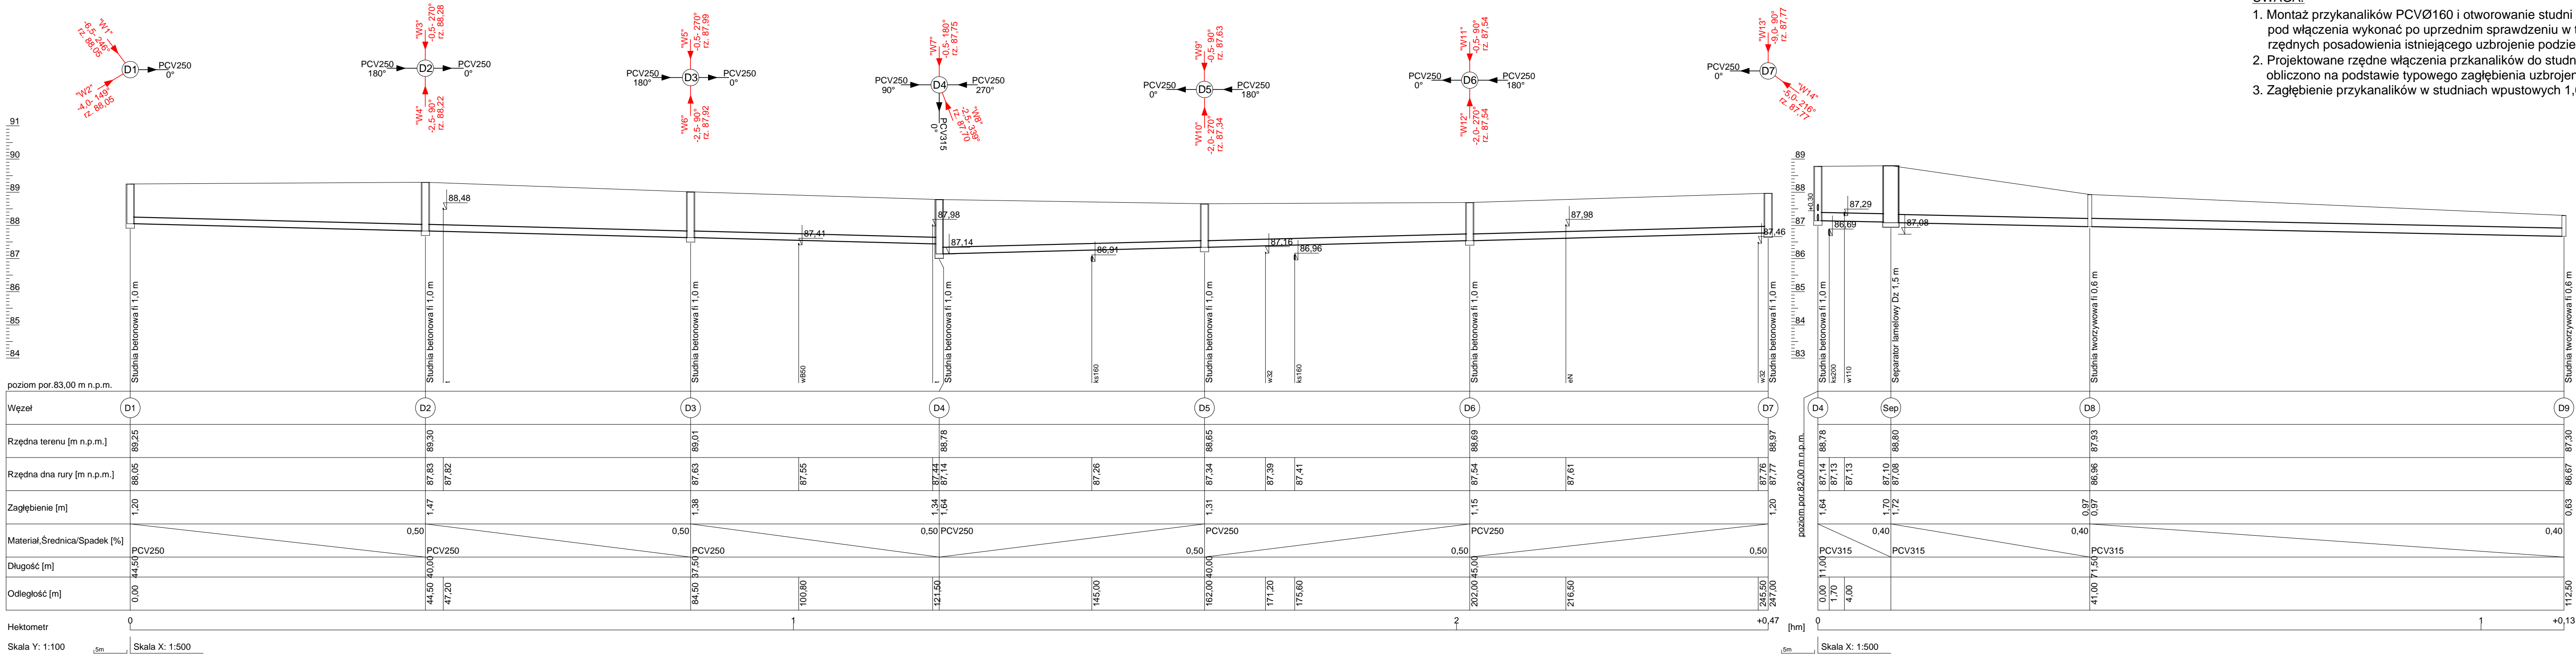 UWAGA:
1. Montaż przykanalików PCVØ160 i otworowanie studni
pod włączenia wykonać po uprzednim sprawdzeniu w
rzędnych posadowienia istniejącego uzbrojenie
2. Projektowane rzędne włączenia przkanalików do
obliczono na podstawie typowego zagłębienia
3. Zagłębienie przykanalików w studniach wpustowych
"W1" -6,5- 246° rz. 88,05
"W2" -4,0- 149° rz. 88,05
D1 PCV250 0°
"W3" -0,5- 270° rz. 88,28
PCV250 180° D2 PCV250 0°
"W4" -2,5- 90° rz. 88,22
"W5" -0,5- 270° rz. 87,99
PCV250 180° D3 PCV250 0°
"W6" -2,5- 90° rz. 87,92
"W7" -0,5- 180° rz. 87,75
PCV250 90° D4 PCV250 270°
PCV315 0°
"W8" -2,5- 339° rz. 87,70
"W9" -0,5- 90° rz. 87,63
PCV250 0° D5 PCV250 180°
"W10" -2,0- 270° rz. 87,34
"W11" -0,5- 90° rz. 87,54
PCV250 0° D6 PCV250 180°
"W12" -2,0- 270° rz. 87,54
"W13" -9,0- 90° rz. 87,77
PCV250 0° D7
"W14" -5,0- 216° rz. 87,77
91
90
89
88
87
86
85
84
88,48
87,41
87,98
87,14
86,91
87,16
86,96
87,98
87,46
89
88
87
86
85
84
83
86,69
87,29
87,08
Studnia betonowa fi 1,0 m
Studnia betonowa fi 1,0 m
t
Studnia betonowa fi 1,0 m
wB50
t
Studnia betonowa fi 1,0 m
ks160
Studnia betonowa fi 1,0 m
w32
ks160
Studnia betonowa fi 1,0 m
eN
w32
Studnia betonowa fi 1,0 m
Studnia betonowa fi 1,0 m
ks200
w110
Separator lamelowy Dz 1,5 m
Studnia tworzywowa fi 0,6 m
Studnia tworzywowa fi 0,6 m
poziom por.83,00 m n.p.m.
poziom por.82,00 m n.p.m.
Węzeł D1 D2 D3 D4 D5 D6 D7 D4 Sep D8 D9
Rzędna terenu [m n.p.m.] 89,25 89,30 89,01 88,78 88,65 88,69 88,97 88,78 88,80 87,93 87,30
Rzędna dna rury [m n.p.m.] 88,05 87,83 87,82 87,63 87,55 87,44 87,14 87,26 87,34 87,39 87,41 87,54 87,61 87,76 87,77 87,14 87,13 87,13 87,10 87,08 86,96 86,67
Zagłębienie [m] 1,20 1,47 1,38 1,34 1,64 1,31 1,15 1,20 1,64 1,70 1,72 0,97 0,97 0,63
Materiał,Średnica/Spadek [%] PCV250 0,50 PCV250 0,50 PCV250 0,50 PCV250 0,50 PCV250 0,50 PCV250 0,50 PCV315 0,40 PCV315 0,40 PCV315 0,40
Długość [m] 44,50 40,00 37,50 40,00 45,00 11,00 71,50
Odległość [m] 0,00 44,50 47,20 84,50 100,80 121,50 145,00 162,00 171,20 175,60 202,00 216,50 245,50 247,00 0,00 1,70 4,00 41,00 112,50
Hektometr 0 1 2 +0,47 [hm] 0 1 +0,13
Skala Y: 1:100 5m Skala X: 1:500 5m Skala X: 1:500